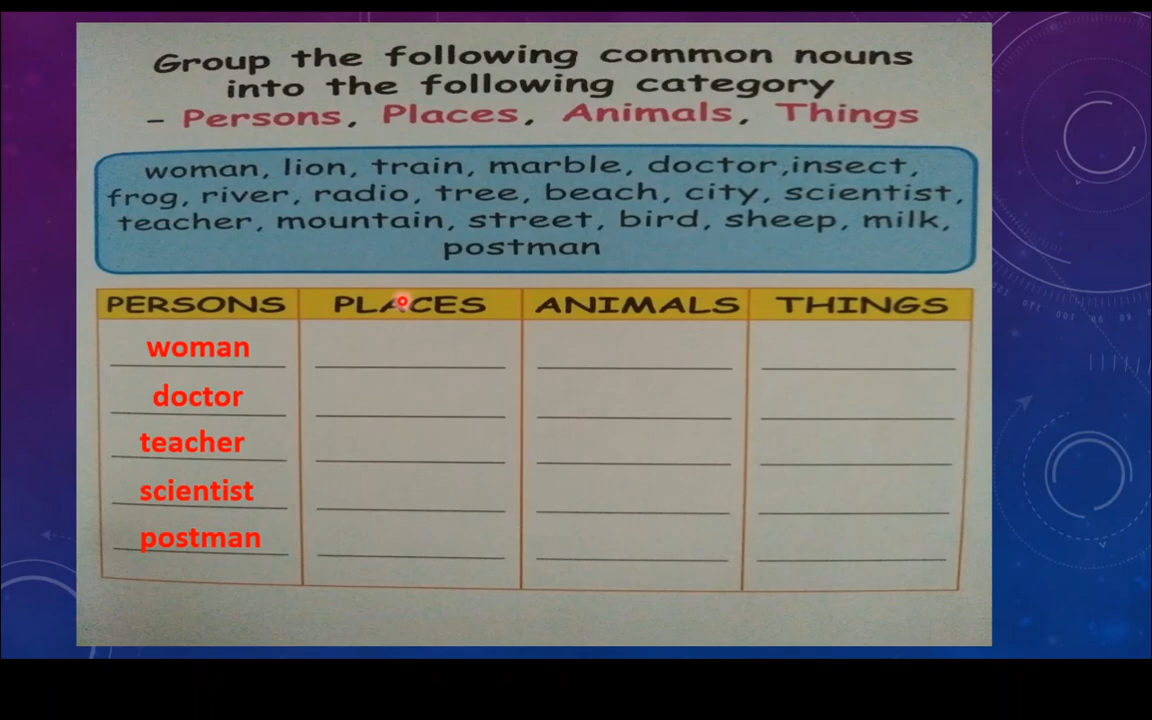 Group the following common nouns
into the following category
– Persons, Places, Animals, Things
woman, lion, train, marble, doctor,insect,
frog, river, radio, tree, beach, city, scientist,
teacher, mountain, street, bird, sheep, milk,
postman
PERSONS PLACES ANIMALS THINGS
woman
doctor
teacher
scientist
postman